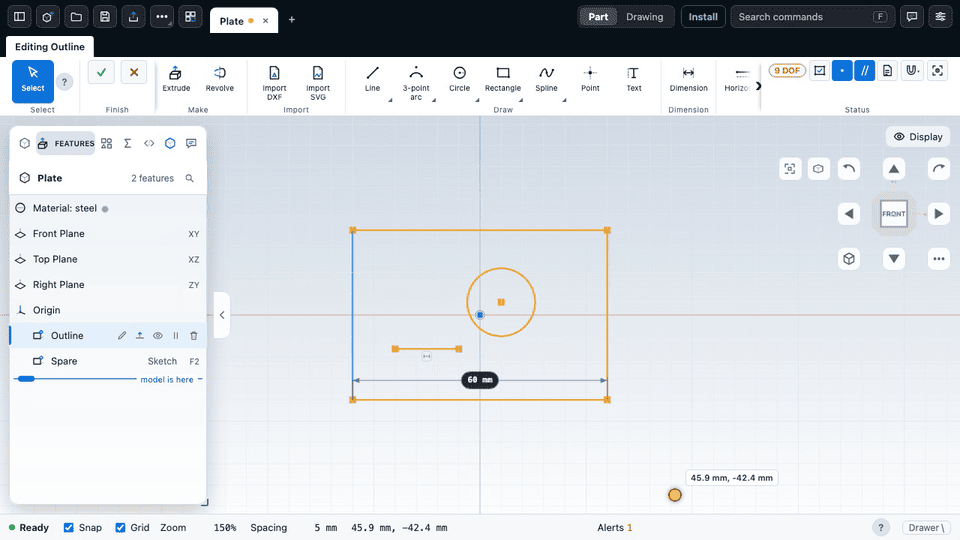 Plate
Part
Drawing
Install
Search commands
F
Editing Outline
Select
?
Extrude
Revolve
Import DXF
Import SVG
Line
3-point arc
Circle
Rectangle
Spline
Point
Text
Dimension
Horizo
9 DOF
Select
Finish
Make
Import
Draw
Dimension
Status
FEATURES
Display
Plate
2 features
Material: steel
Front Plane
XY
Top Plane
XZ
Right Plane
ZY
Origin
Outline
Spare
Sketch
F2
model is here
FRONT
60 mm
45.9 mm, -42.4 mm
Ready
Snap
Grid
Zoom
150%
Spacing
5 mm
45.9 mm, -42.4 mm
Alerts 1
?
Drawer \